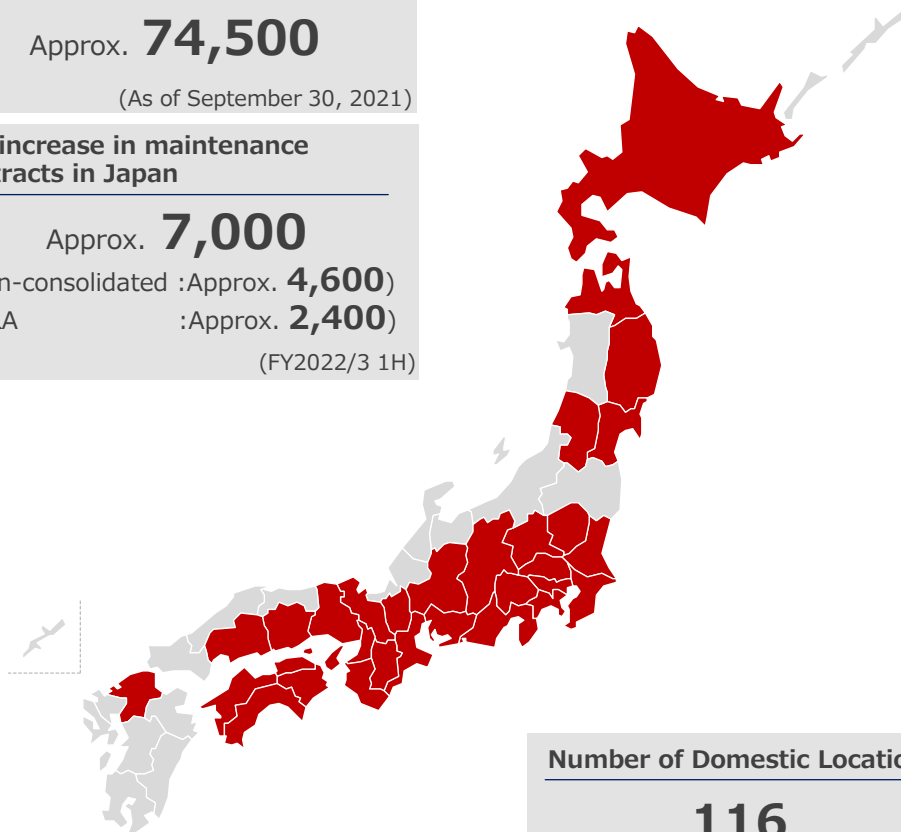 Approx. 74,500
(As of September 30, 2021)
increase in maintenance
tracts in Japan
Approx. 7,000
n-consolidated :Approx. 4,600)
A :Approx. 2,400)
(FY2022/3 1H)
Number of Domestic Locatio
116